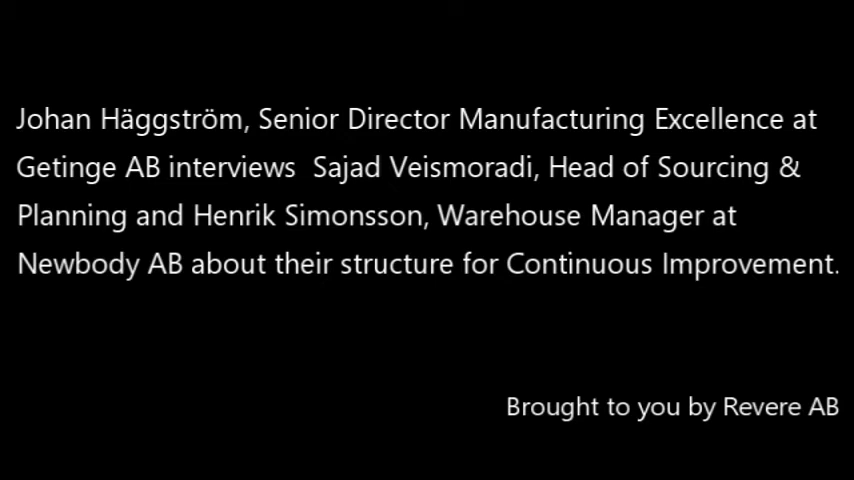 Johan Häggström, Senior Director Manufacturing Excellence at
Getinge AB interviews  Sajad Veismoradi, Head of Sourcing &
Planning and Henrik Simonsson, Warehouse Manager at
Newbody AB about their structure for Continuous Improvement.
Brought to you by Revere AB